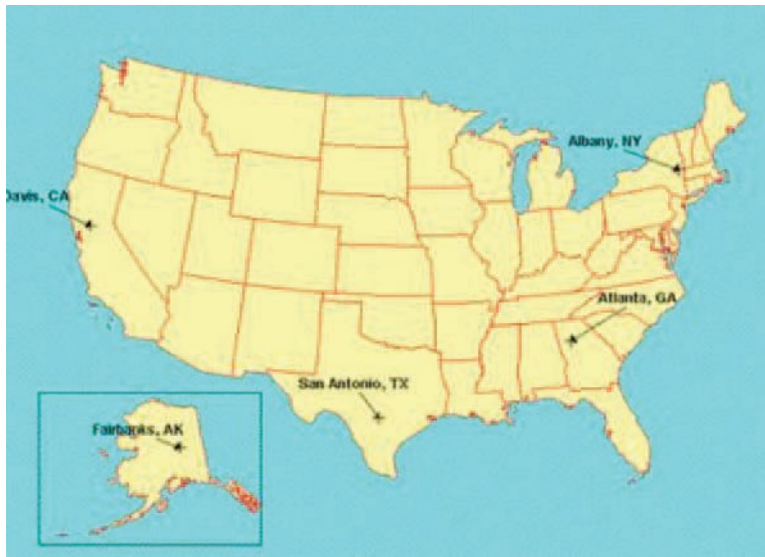 Albany, NY
Davis, CA
Atlanta, GA
San Antonio, TX
Fairbanks, AK